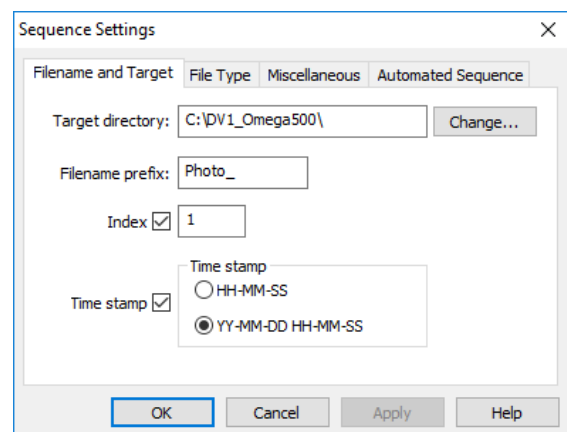 Sequence Settings
Filename and Target File Type Miscellaneous Automated Sequence
Target directory: C:\DV1_Omega500\ Change...
Filename prefix: Photo_
Index 1
Time stamp
HH-MM-SS
Time stamp
YY-MM-DD HH-MM-SS
OK Cancel Apply Help